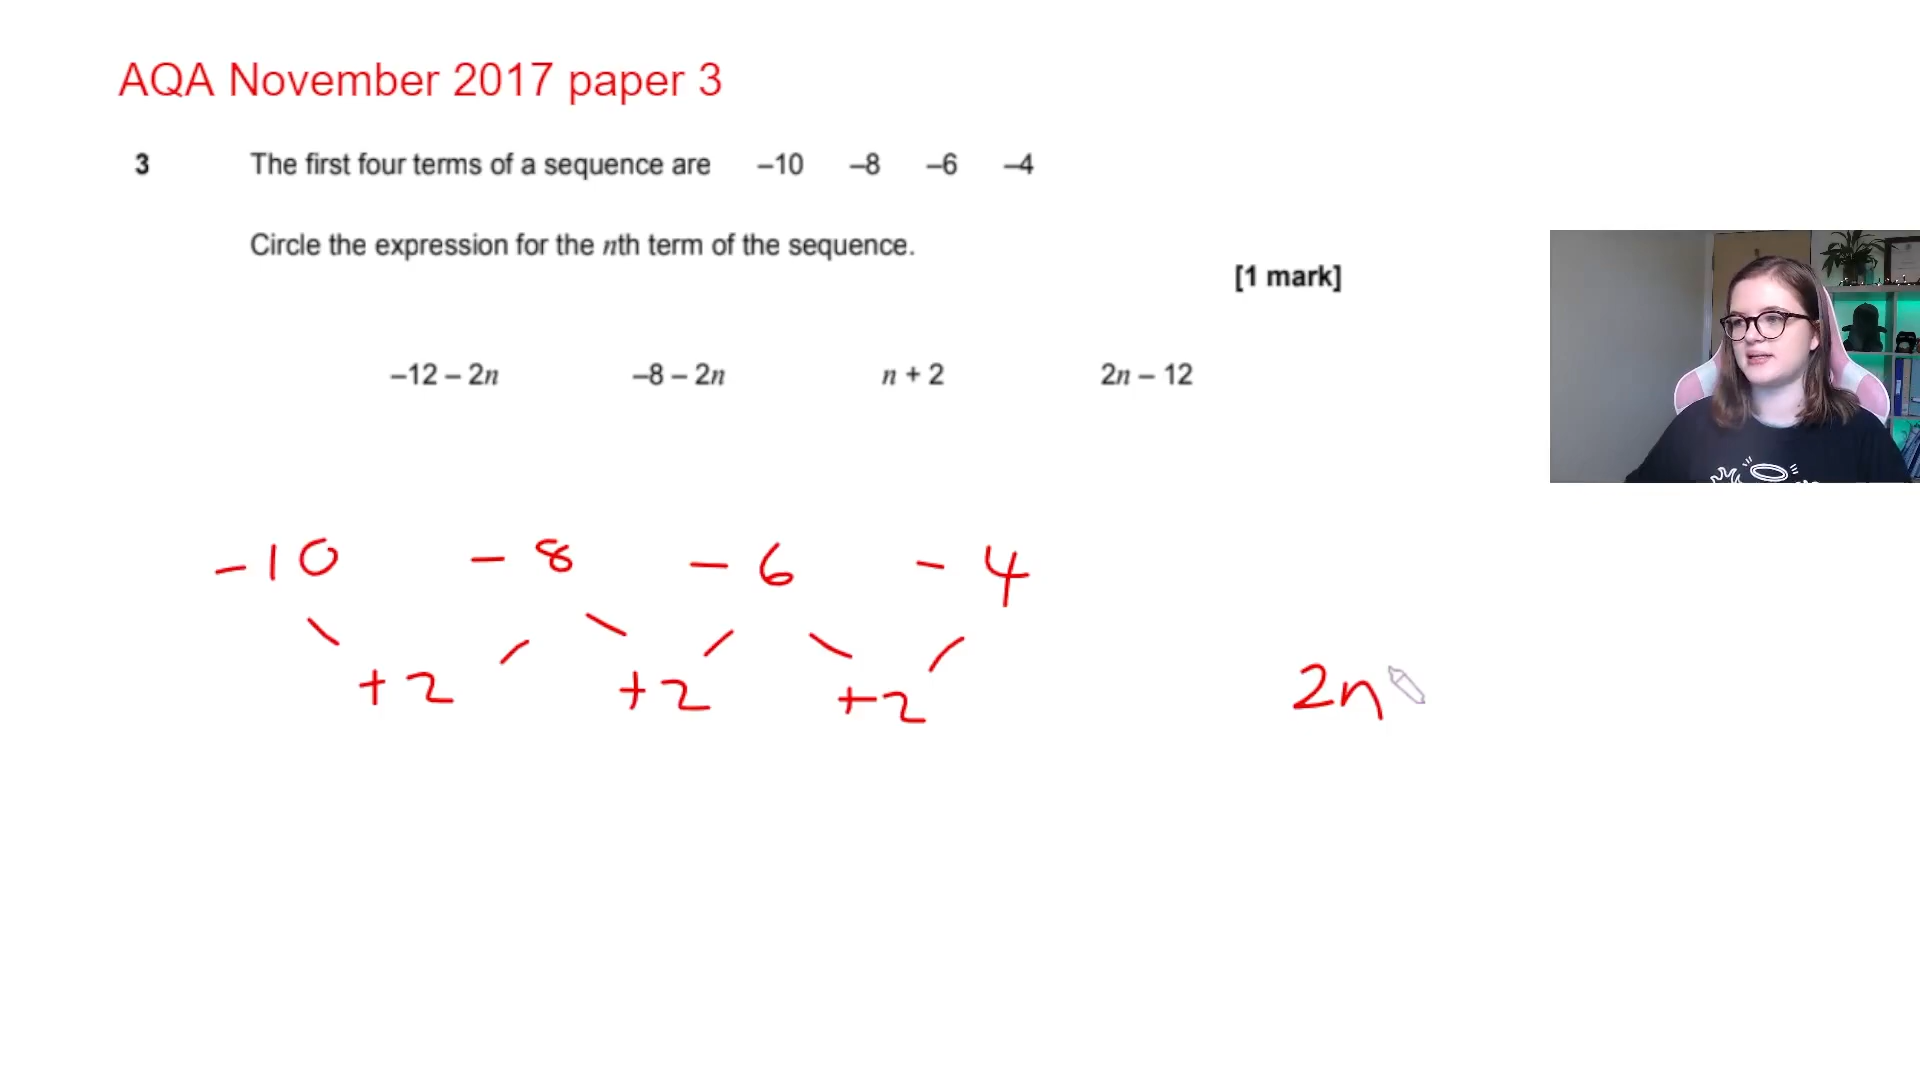 AQA November 2017 paper 3
3 The first four terms of a sequence are –10 –8 –6 –4
Circle the expression for the nth term of the sequence.
[1 mark]
–12 – 2n –8 – 2n n + 2 2n – 12
-10 -8 -6 -4
+2 +2 +2
2n